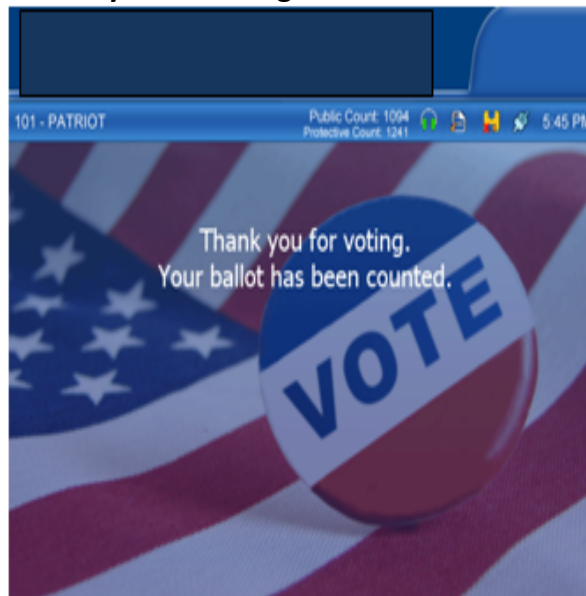 101 - PATRIOT
Public Count: 1094
Protective Count: 1241
5:45 PM
Thank you for voting.
Your ballot has been counted.
VOTE